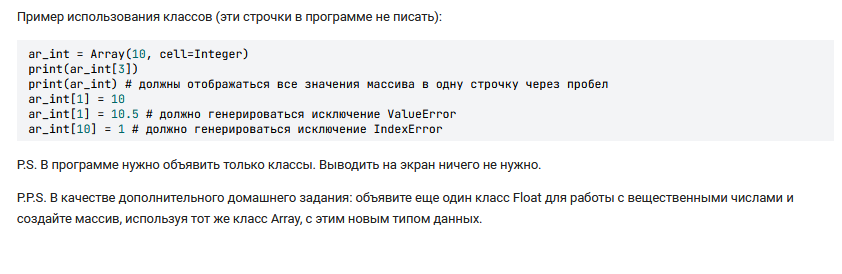 Пример использования классов (эти строчки в программе не писать):
ar_int = Array(10, cell=Integer)
print(ar_int[3])
print(ar_int) # должны отображаться все значения массива в одну строчку через пробел
ar_int[1] = 10
ar_int[1] = 10.5 # должно генерироваться исключение ValueError
ar_int[10] = 1 # должно генерироваться исключение IndexError
P.S. В программе нужно объявить только классы. Выводить на экран ничего не нужно.
P.P.S. В качестве дополнительного домашнего задания: объявите еще один класс Float для работы с вещественными числами и
создайте массив, используя тот же класс Array, с этим новым типом данных.